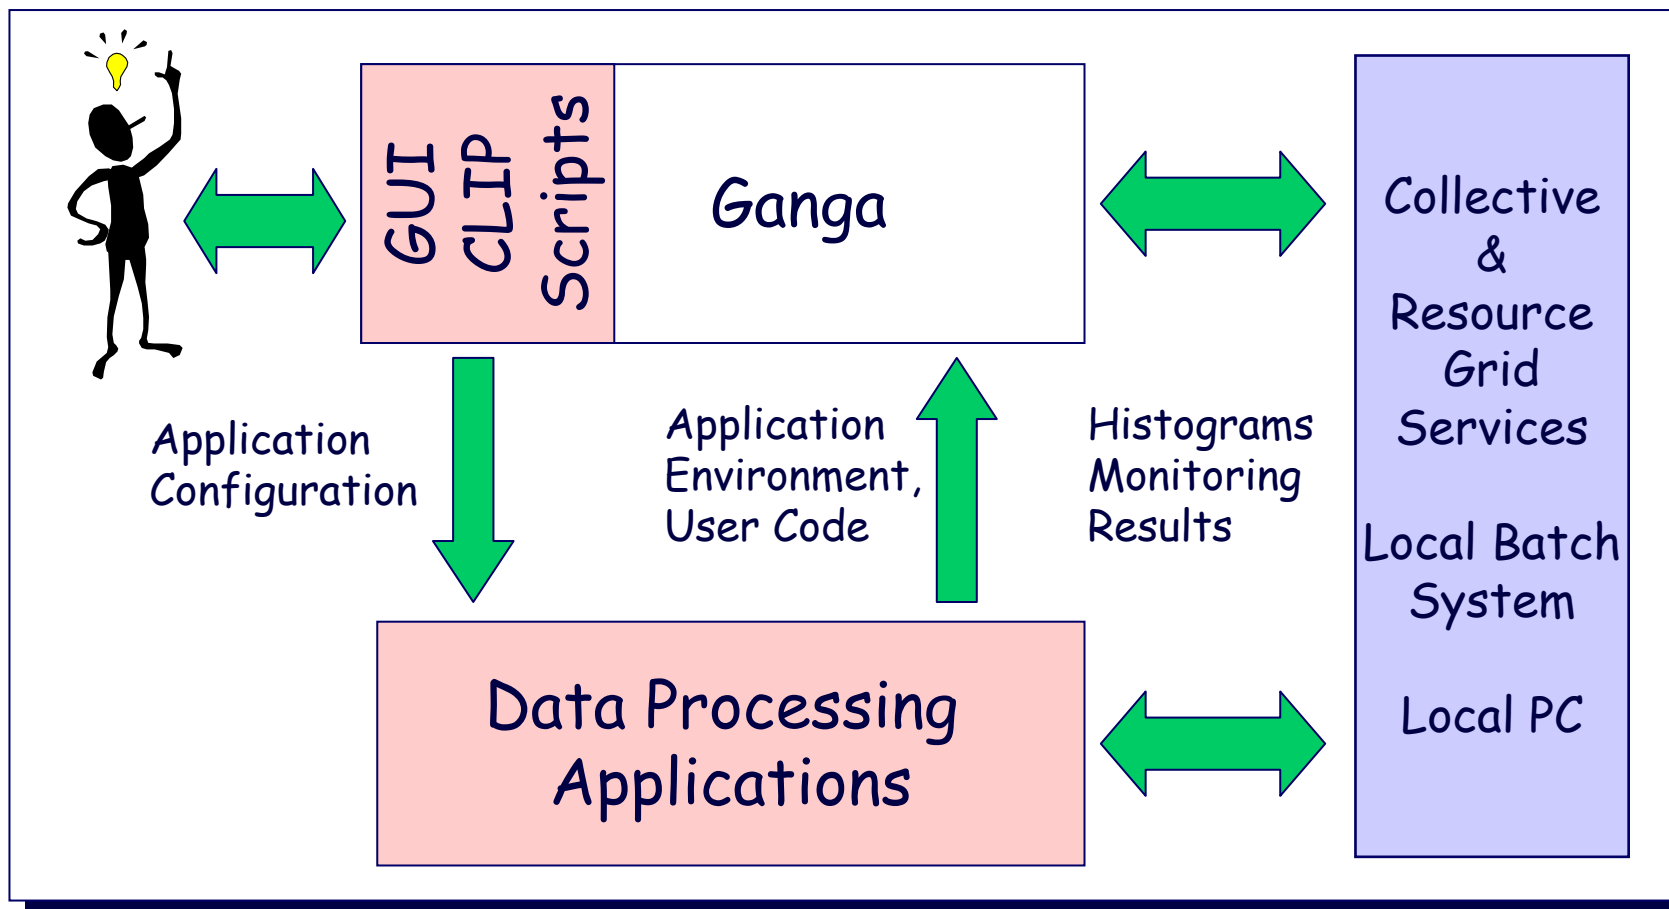 GUI
CLIP
Scripts
Ganga
Application
Configuration
Application
Environment,
User Code
Histograms
Monitoring
Results
Data Processing
Applications
Collective
&
Resource
Grid
Services
Local Batch
System
Local PC